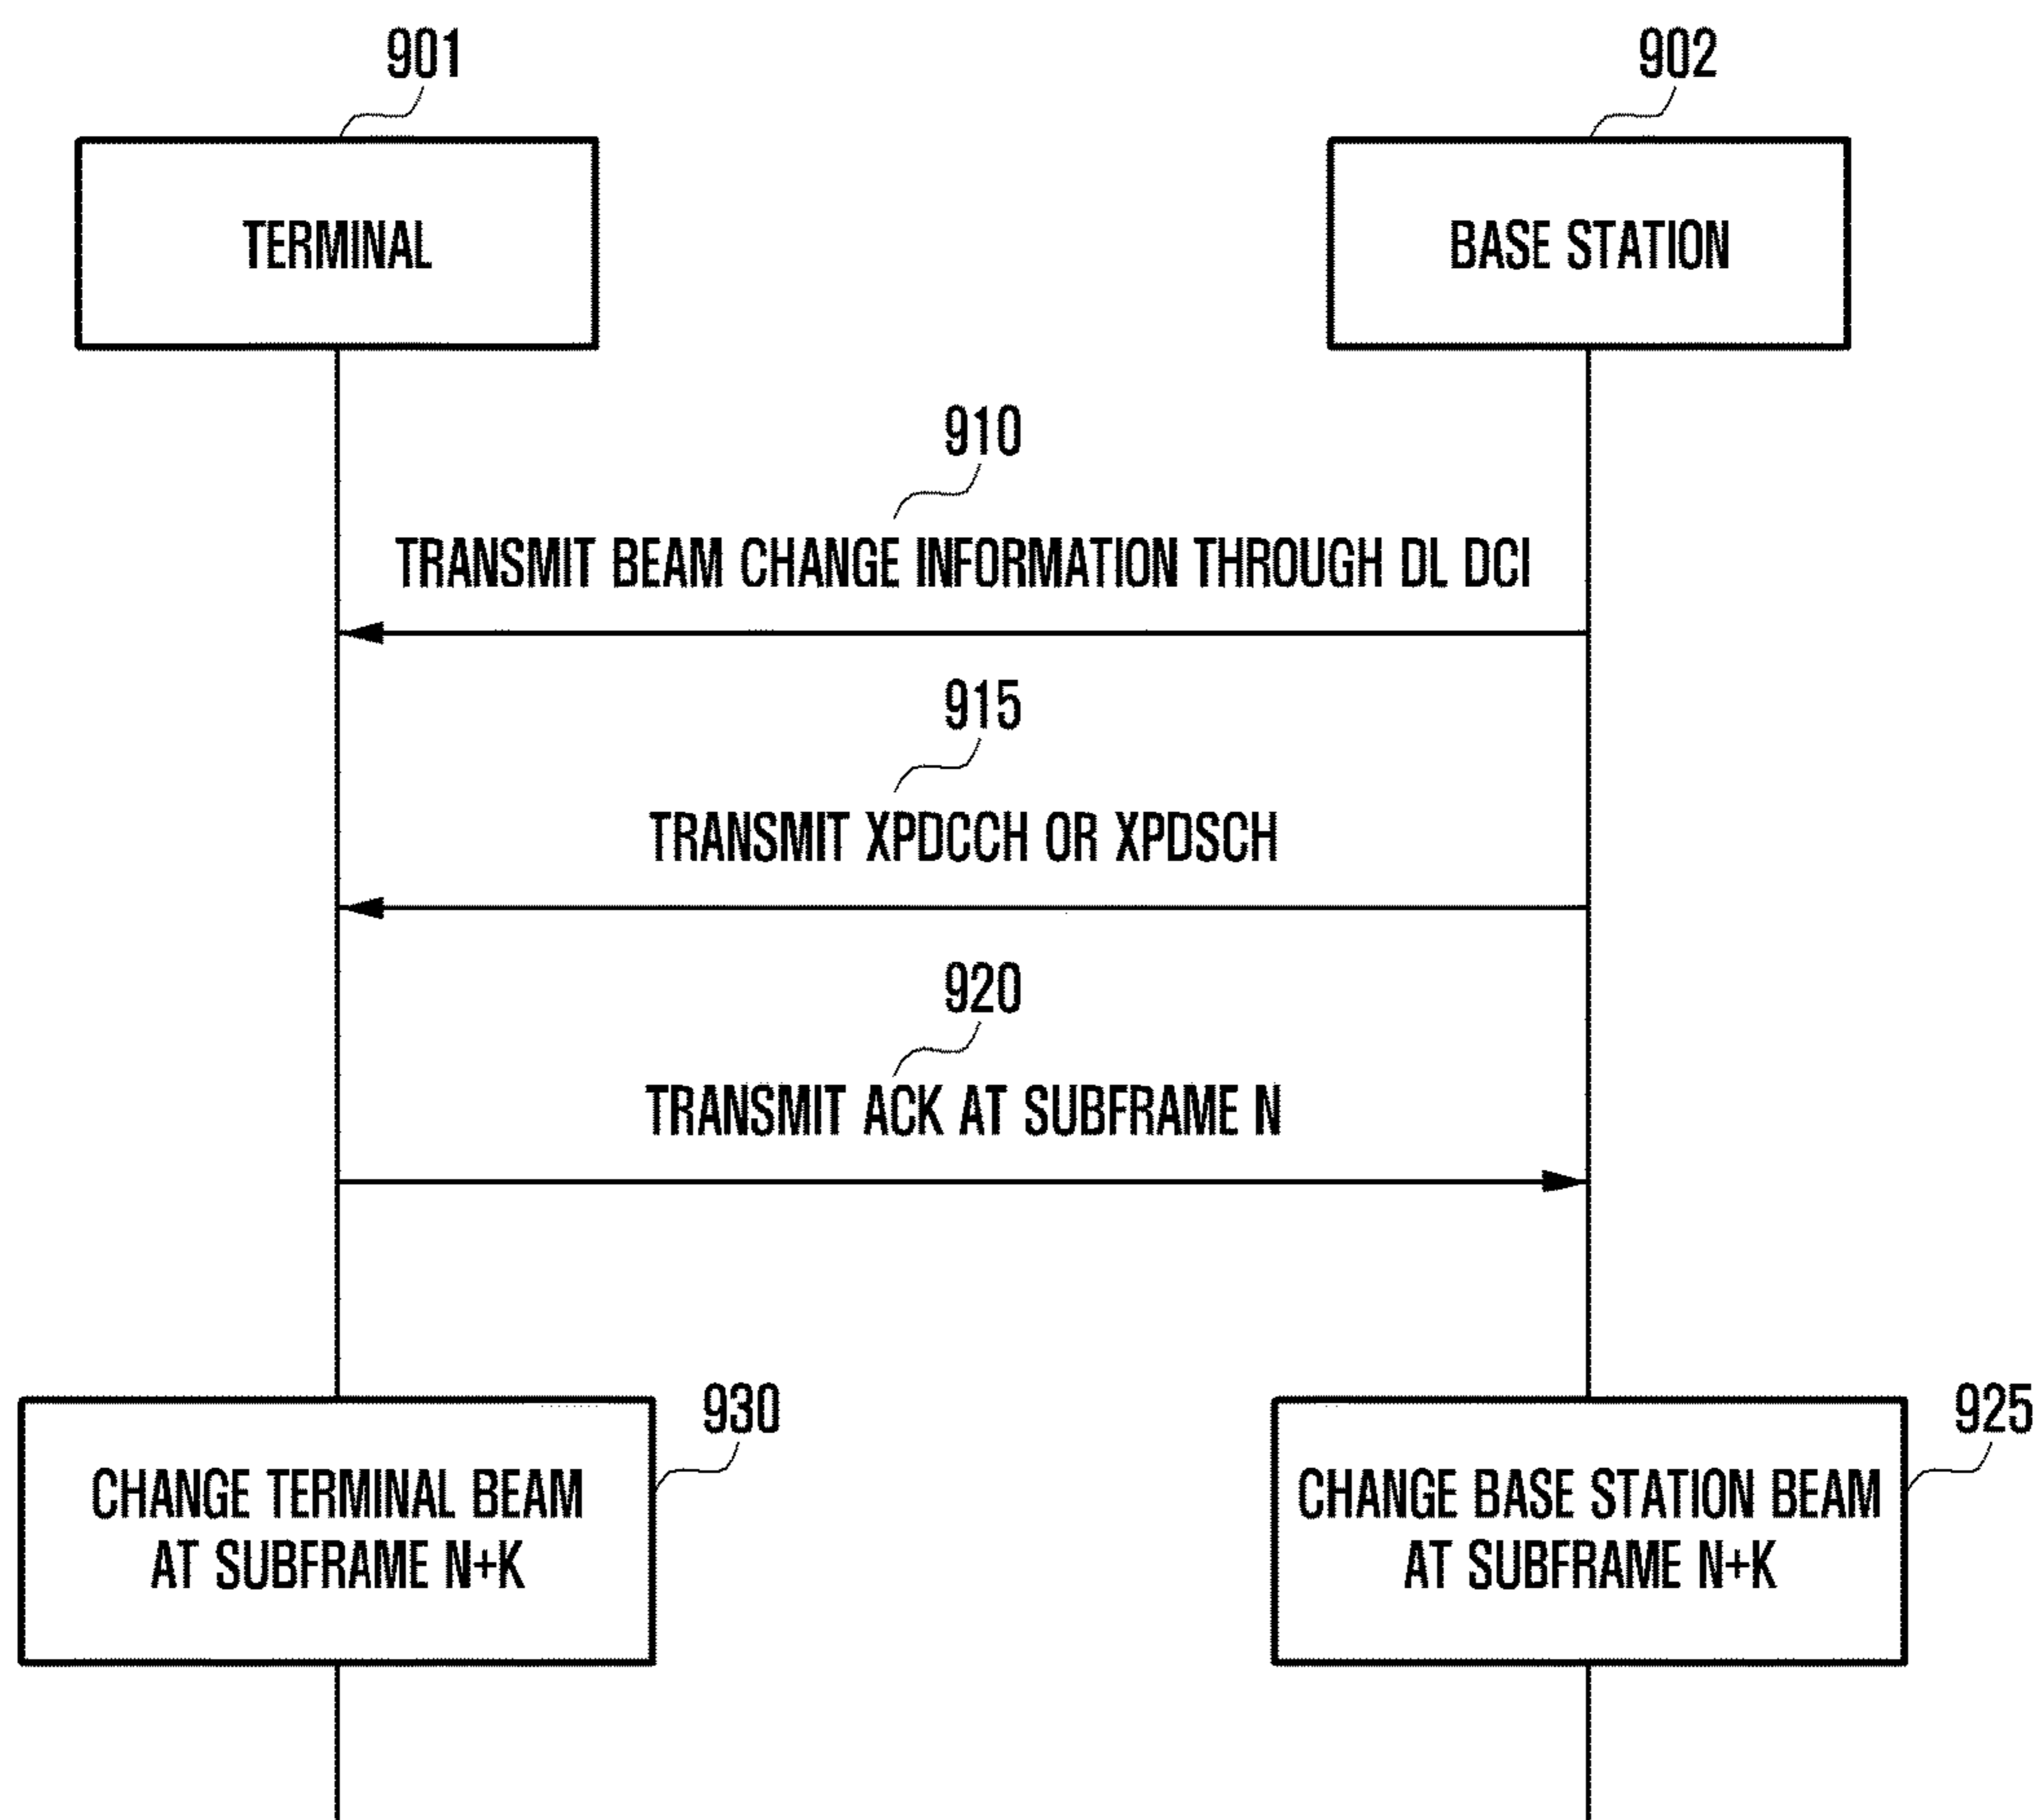 901
902
TERMINAL
BASE STATION
910
TRANSMIT BEAM CHANGE INFORMATION THROUGH DL DCI
915
TRANSMIT XPDCCH OR XPDSCH
920
TRANSMIT ACK AT SUBFRAME N
930
925
CHANGE TERMINAL BEAM
AT SUBFRAME N+K
CHANGE BASE STATION BEAM
AT SUBFRAME N+K